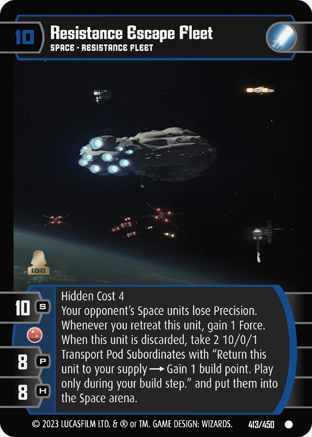 10 Resistance Escape Fleet
SPACE - RESISTANCE FLEET
IDC
10 S
8 P
8 H
Hidden Cost 4
Your opponent's Space units lose Precision.
Whenever you retreat this unit, gain 1 Force.
When this unit is discarded, take 2 10/0/1
Transport Pod Subordinates with "Return this
unit to your supply → Gain 1 build point. Play
only during your build step." and put them into
the Space arena.
© 2023 LUCASFILM LTD. & ® or TM. GAME DESIGN: WIZARDS. 413/450